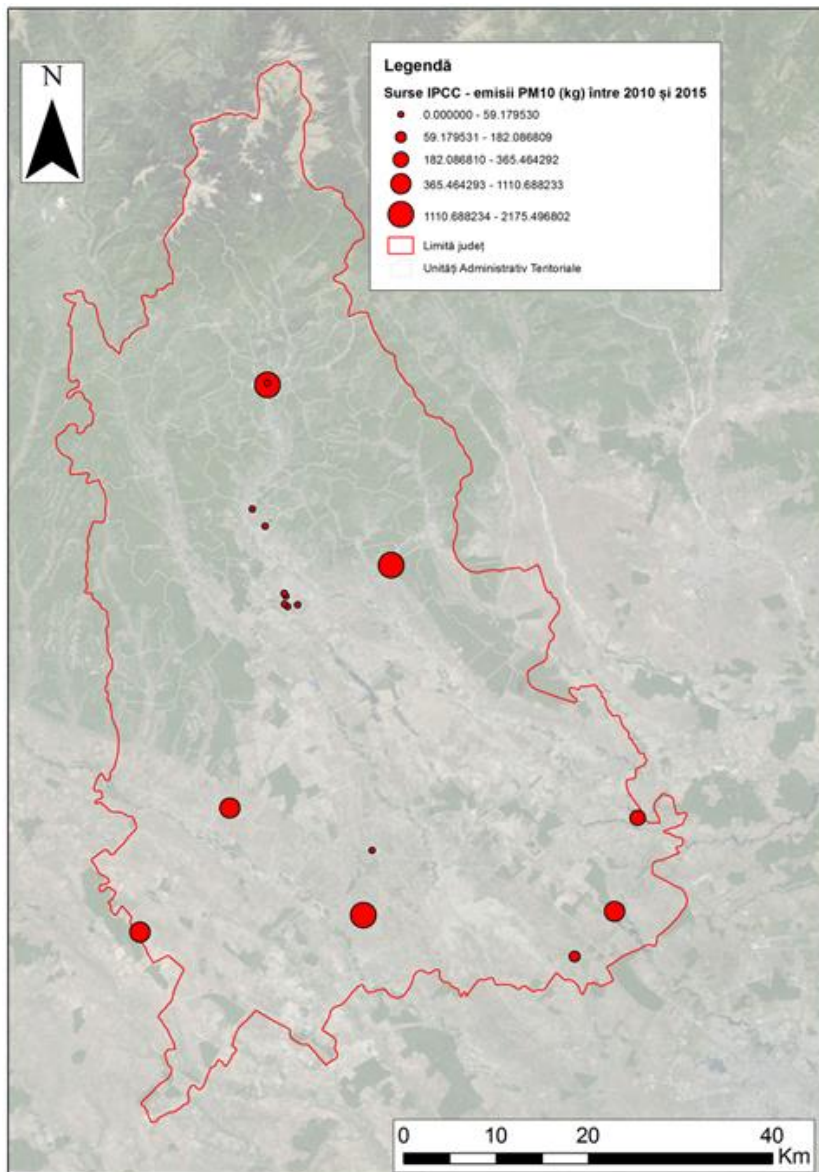 N
Legendă
Surse IPCC - emisii PM10 (kg) între 2010 și 2015
0.000000 - 59.179530
59.179531 - 182.086809
182.086810 - 365.464292
365.464293 - 1110.688233
1110.688234 - 2175.496802
Limită județ
Unități Administrativ Teritoriale
0 10 20 40
Km